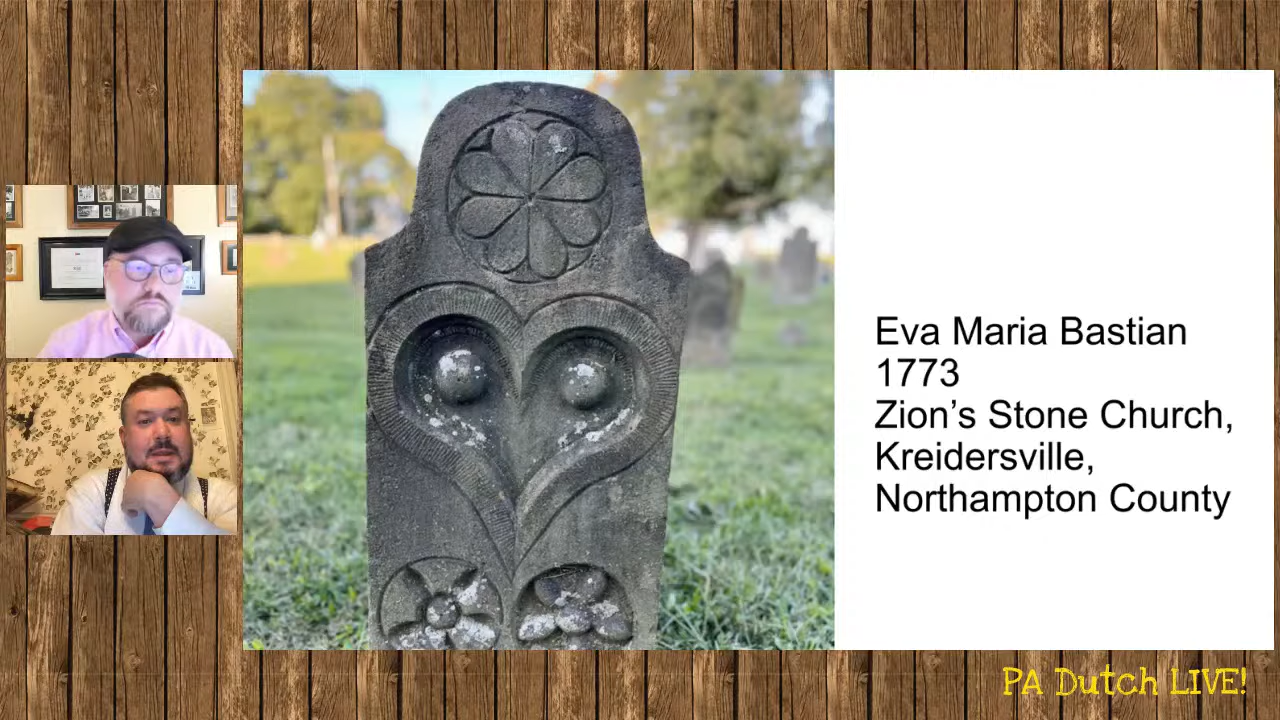 Eva Maria Bastian
1773
Zion’s Stone Church,
Kreidersville,
Northampton County
PA Dutch LIVE!